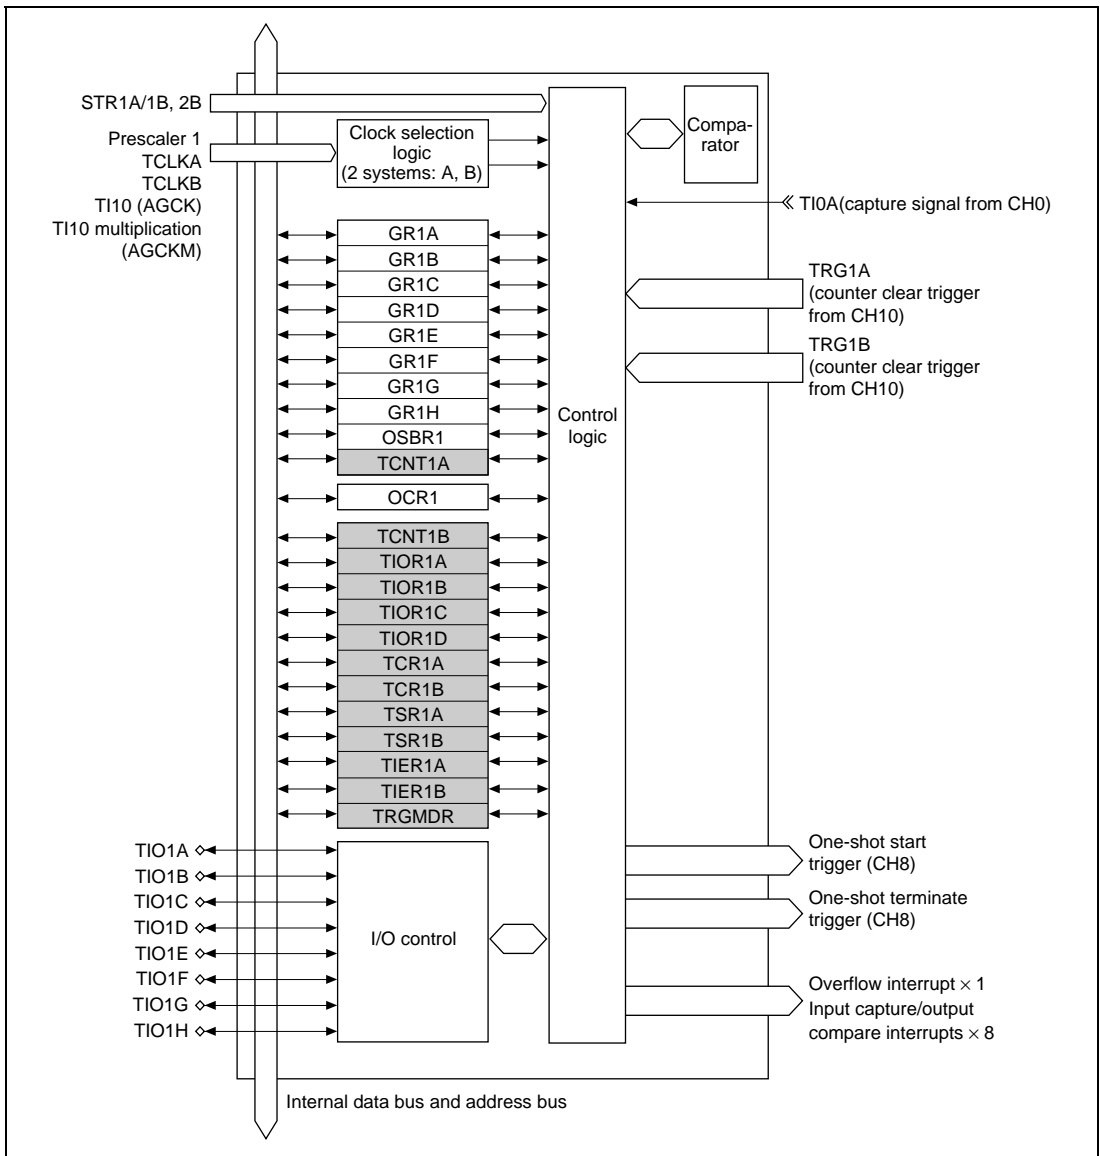 STR1A/1B, 2B
Prescaler 1
TCLKA
TCLKB
TI10 (AGCK)
TI10 multiplication
(AGCKM)
Clock selection
logic
(2 systems: A, B)
Compa-
rator
TI0A(capture signal from CH0)
TRG1A
(counter clear trigger
from CH10)
TRG1B
(counter clear trigger
from CH10)
GR1A
GR1B
GR1C
GR1D
GR1E
GR1F
GR1G
GR1H
OSBR1
TCNT1A
OCR1
TCNT1B
TIOR1A
TIOR1B
TIOR1C
TIOR1D
TCR1A
TCR1B
TSR1A
TSR1B
TIER1A
TIER1B
TRGMDR
Control
logic
TIO1A
TIO1B
TIO1C
TIO1D
TIO1E
TIO1F
TIO1G
TIO1H
I/O control
One-shot start
trigger (CH8)
One-shot terminate
trigger (CH8)
Overflow interrupt × 1
Input capture/output
compare interrupts × 8
Internal data bus and address bus